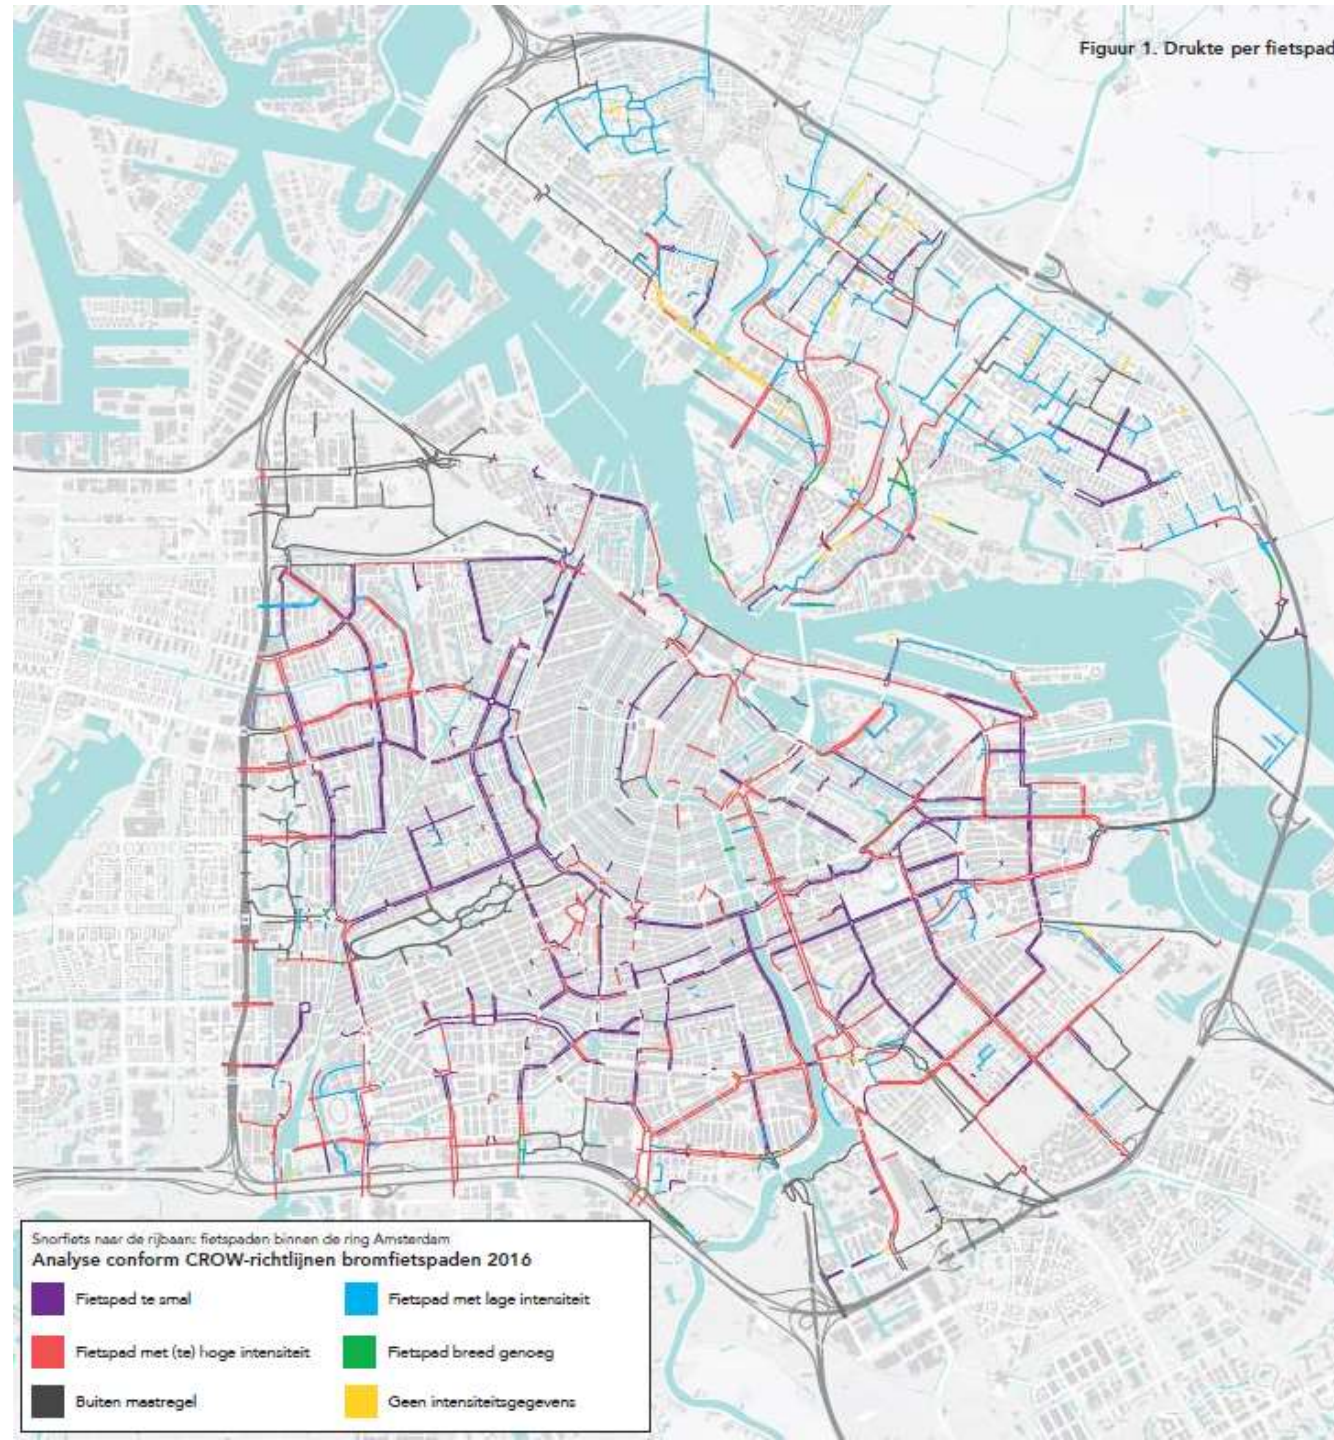 Figuur 1. Drukte per fietspad
Snorfiets naar de rijbaan: fietspaden binnen de ring Amsterdam
Analyse conform CROW-richtlijnen bromfietspaden 2016
Fietspad te smal
Fietspad met lage intensiteit
Fietspad met (te) hoge intensiteit
Fietspad breed genoeg
Buiten maatregel
Geen intensiteitsgegevens